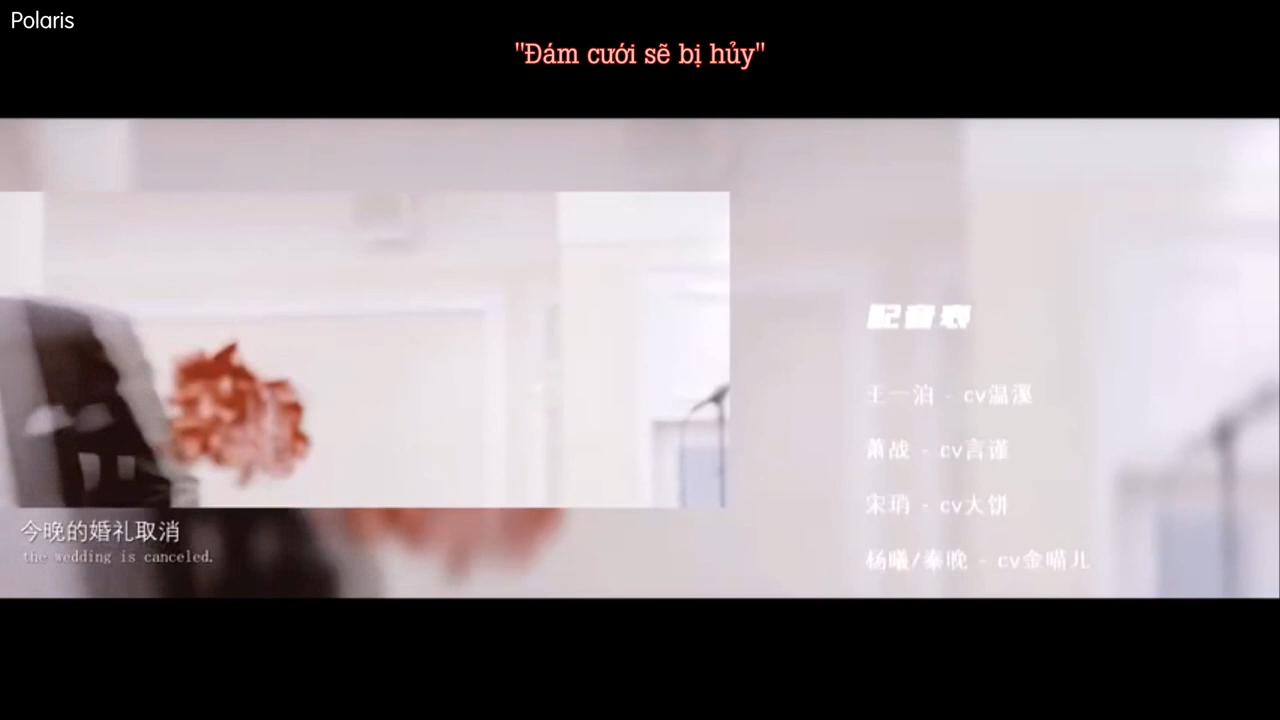 Polaris
"Đám cưới sẽ bị hủy"
配音表
王一泊 - cv温溪
萧战 - cv言谨
宋琑 - cv大饼
杨曦/秦晚 - cv金喵儿
今晚的婚礼取消
the wedding is canceled.